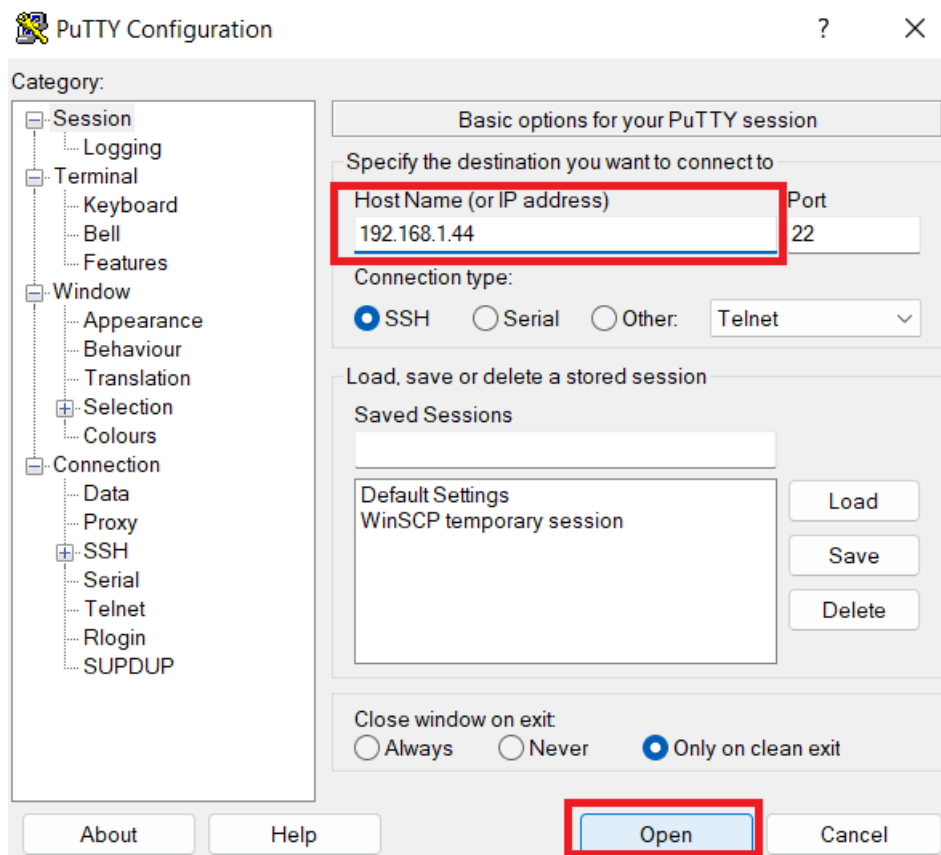 PuTTY Configuration
?
Category:
Session
Logging
Terminal
Keyboard
Bell
Features
Window
Appearance
Behaviour
Translation
Selection
Colours
Connection
Data
Proxy
SSH
Serial
Telnet
Rlogin
SUPDUP
Basic options for your PuTTY session
Specify the destination you want to connect to
Host Name (or IP address) Port
192.168.1.44 22
Connection type:
SSH Serial Other: Telnet
Load, save or delete a stored session
Saved Sessions
Default Settings
WinSCP temporary session
Load
Save
Delete
Close window on exit:
Always Never Only on clean exit
About Help Open Cancel